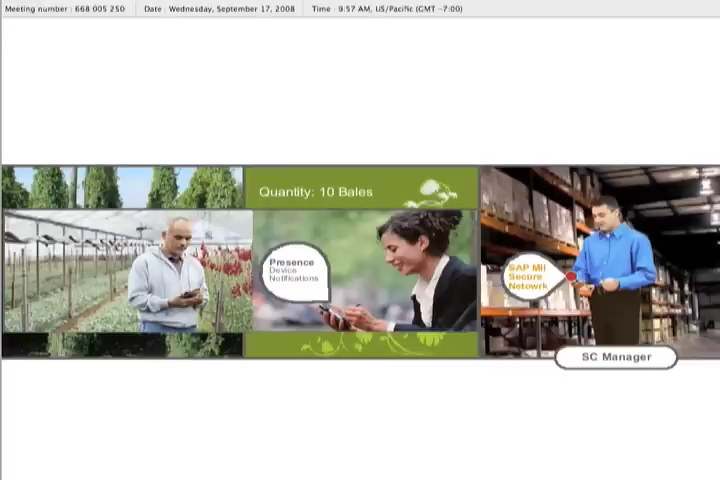 Meeting number : 668 005 250 Date : Wednesday, September 17, 2008 Time : 9:57 AM, US/Pacific (GMT -7:00)
Quantity: 10 Bales
Presence
Device
Notifications
SAP MII
Secure
Netowrk
SC Manager